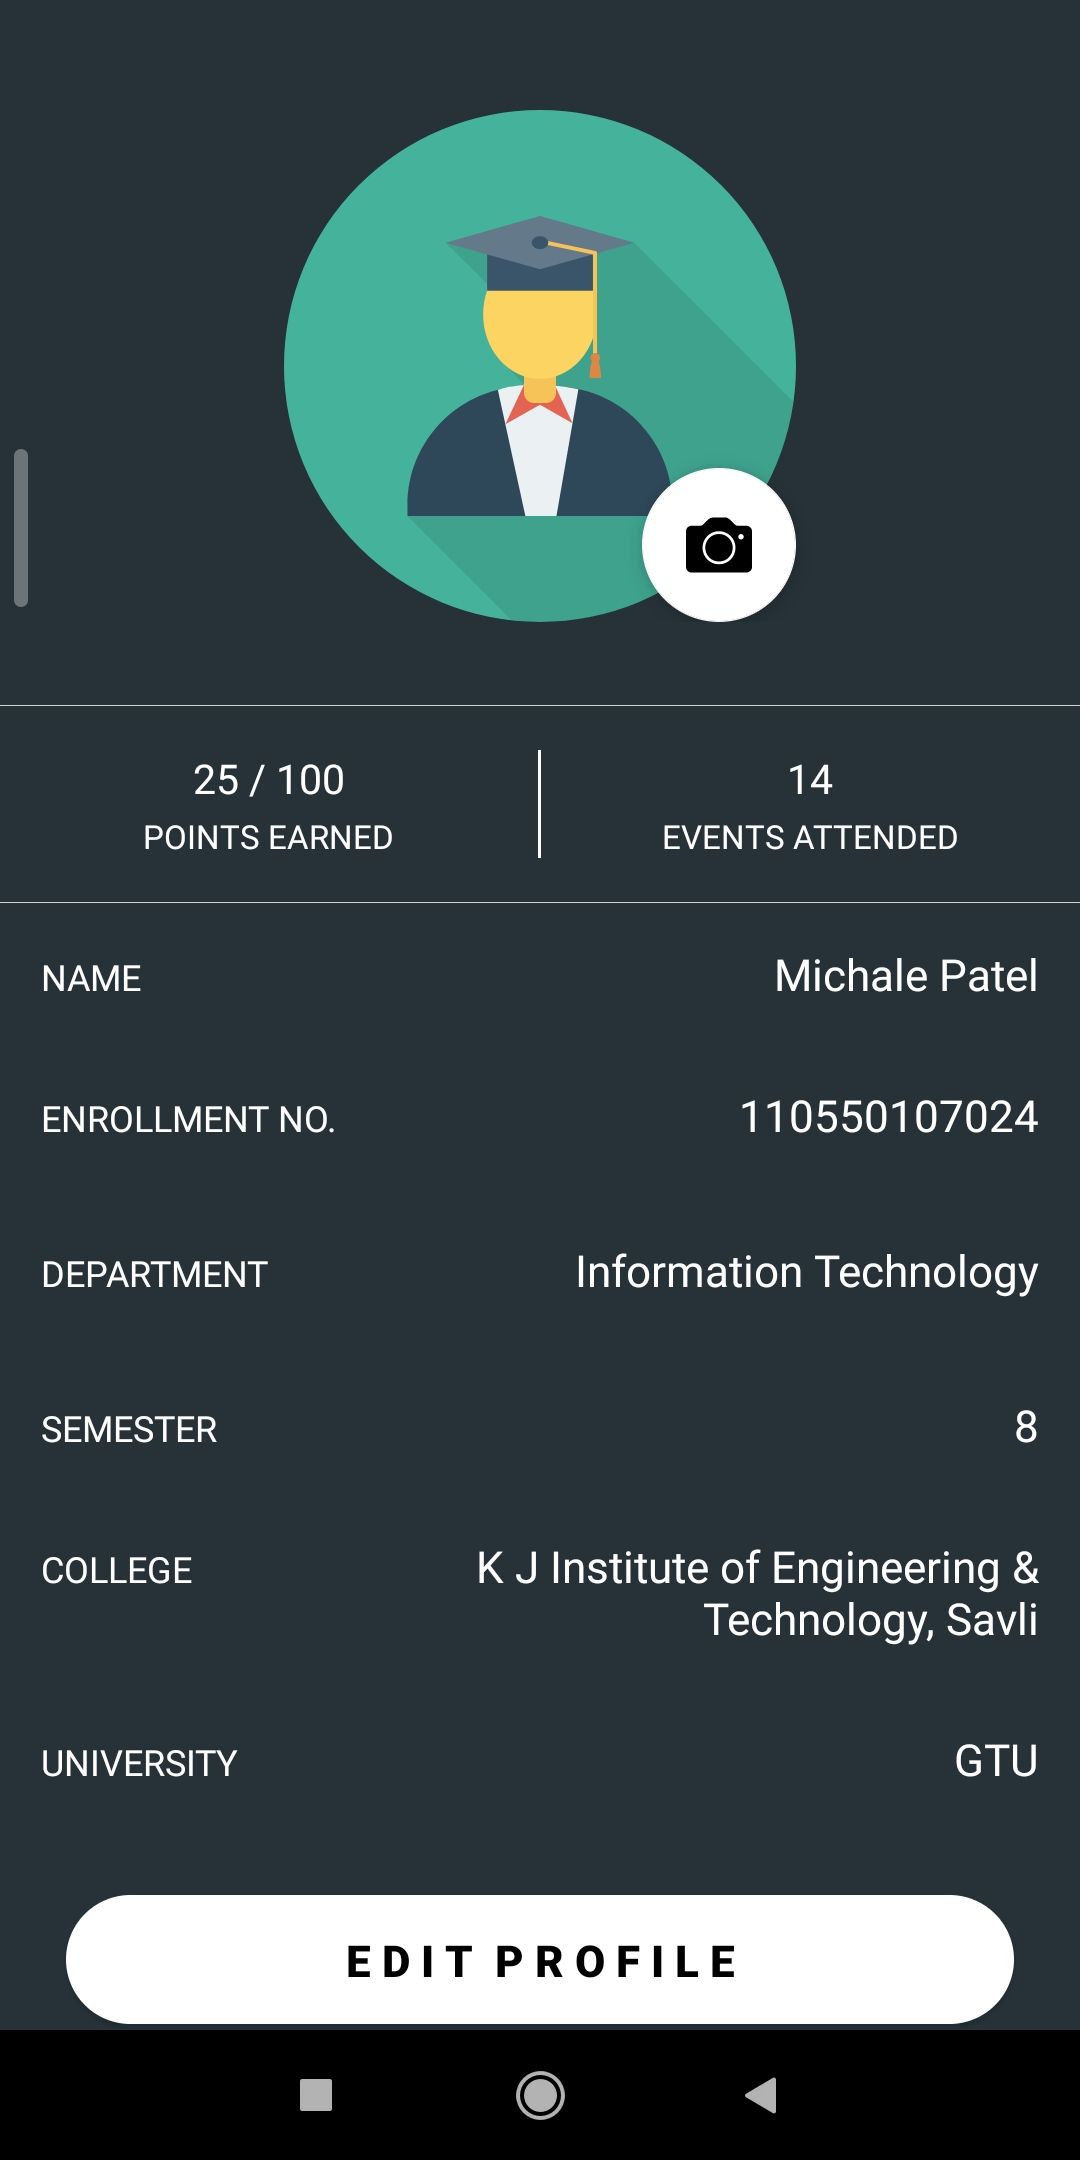 25 / 100
POINTS EARNED
14
EVENTS ATTENDED
NAME
Michale Patel
ENROLLMENT NO.
110550107024
DEPARTMENT
Information Technology
SEMESTER
8
COLLEGE
K J Institute of Engineering &
Technology, Savli
UNIVERSITY
GTU
EDIT PROFILE